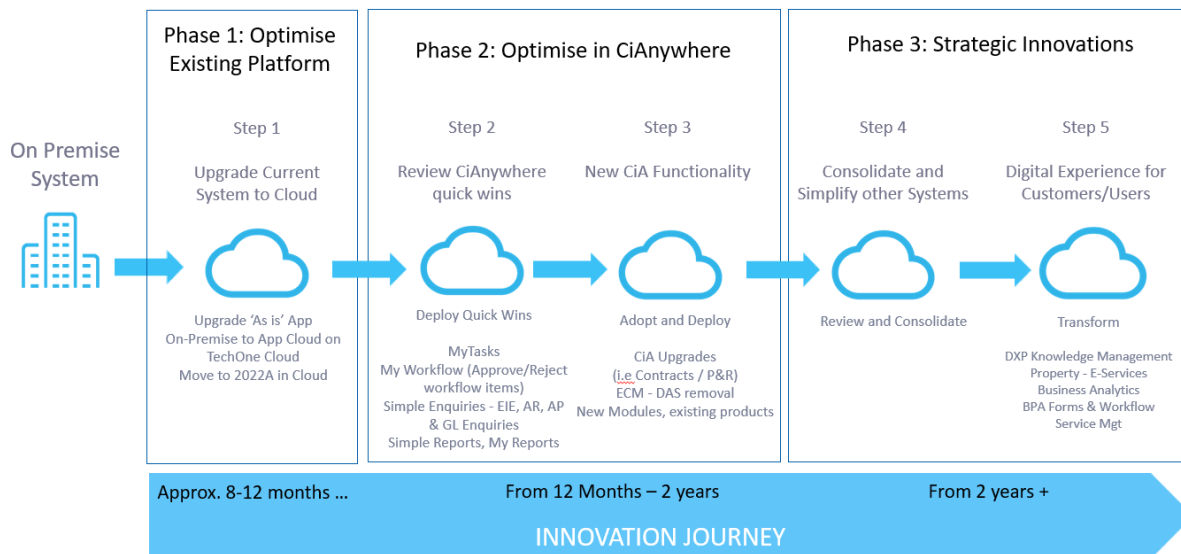 Phase 1: Optimise
Existing Platform
Phase 2: Optimise in CiAnywhere
Phase 3: Strategic Innovations
On Premise
System
Step 1
Upgrade Current
System to Cloud
Upgrade 'As is' App
On-Premise to App Cloud on
TechOne Cloud
Move to 2022A in Cloud
Step 2
Review CiAnywhere
quick wins
Deploy Quick Wins
MyTasks
My Workflow (Approve/Reject
workflow items)
Simple Enquiries - EIE, AR, AP
& GL Enquiries
Simple Reports, My Reports
Step 3
New CiA Functionality
Adopt and Deploy
CiA Upgrades
(i.e Contracts / P&R)
ECM - DAS removal
New Modules, existing products
Step 4
Consolidate and
Simplify other Systems
Review and Consolidate
Step 5
Digital Experience for
Customers/Users
Transform
DXP Knowledge Management
Property - E-Services
Business Analytics
BPA Forms & Workflow
Service Mgt
Approx. 8-12 months ...
From 12 Months – 2 years
From 2 years +
INNOVATION JOURNEY